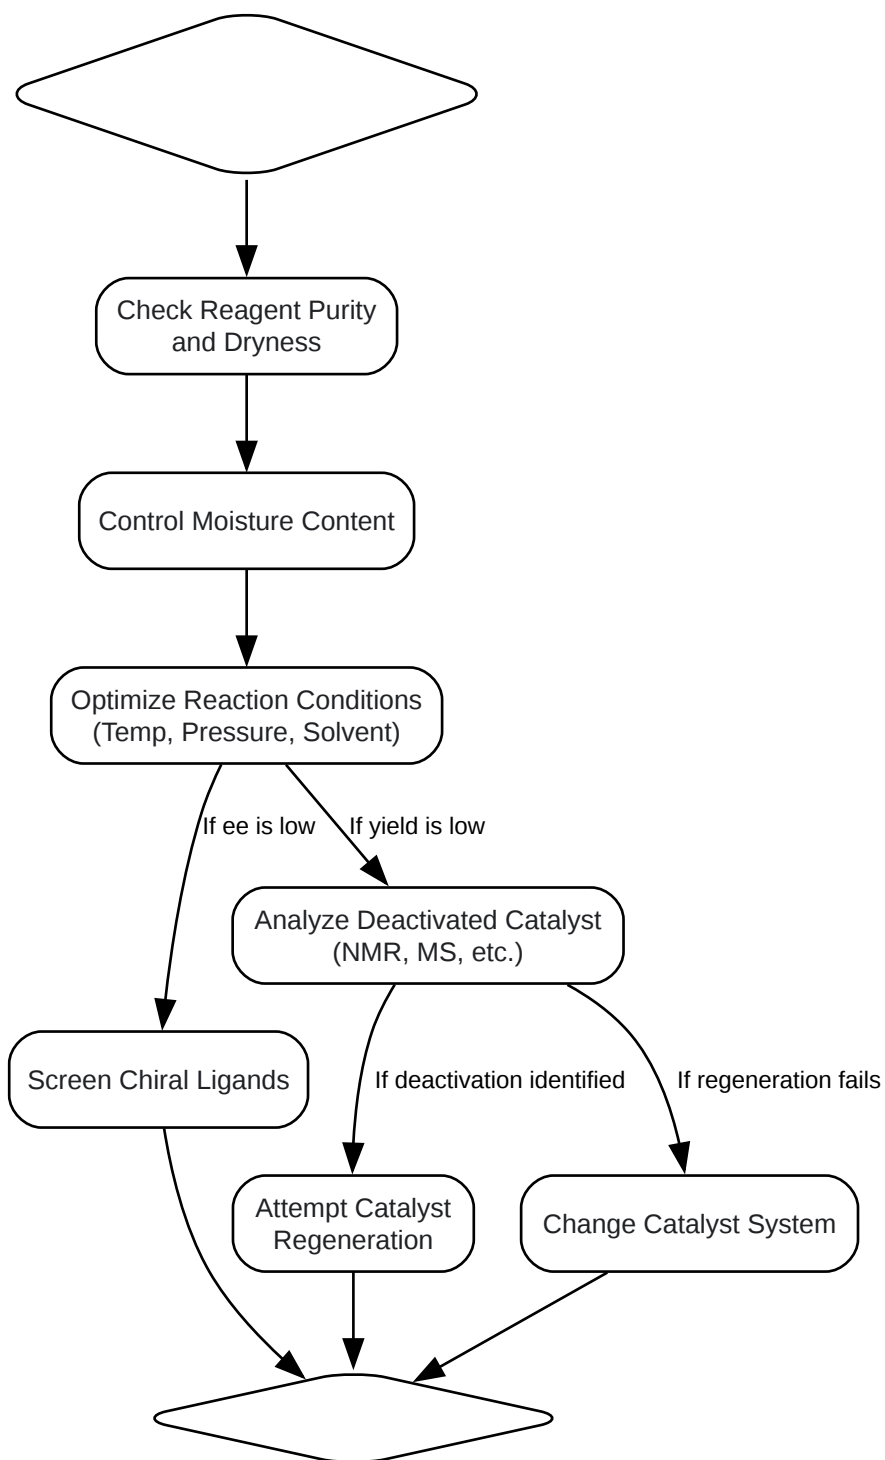 Check Reagent Purity
and Dryness
Control Moisture Content
Optimize Reaction Conditions
(Temp, Pressure, Solvent)
If ee is low
If yield is low
Analyze Deactivated Catalyst
(NMR, MS, etc.)
Screen Chiral Ligands
If deactivation identified
If regeneration fails
Attempt Catalyst
Regeneration
Change Catalyst System